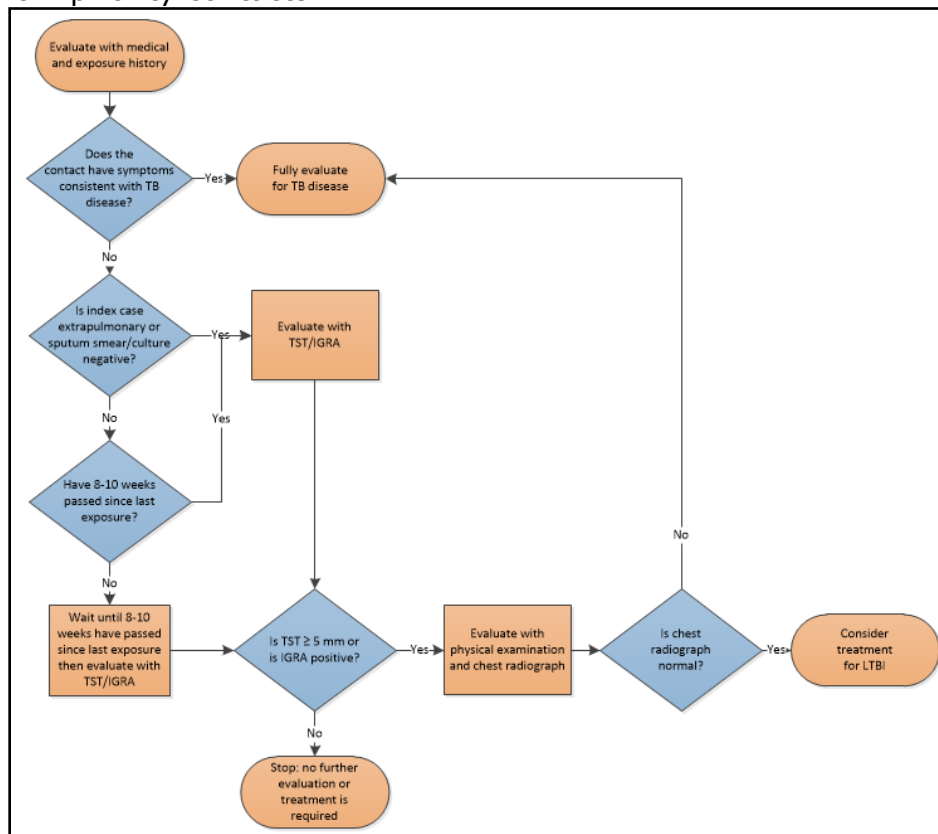 Evaluate with medical
and exposure history
Does the
contact have symptoms
consistent with TB
disease?
Yes
Fully evaluate
for TB disease
No
Is index case
extrapulmonary or
sputum smear/culture
negative?
Yes
Evaluate with
TST/IGRA
No
Yes
Have 8-10 weeks
passed since last
exposure?
No
Wait until 8-10
weeks have passed
since last exposure
then evaluate with
TST/IGRA
Is TST ≥ 5 mm or
is IGRA positive?
Yes
Evaluate with
physical examination
and chest radiograph
Is chest
radiograph
normal?
No
Yes
Consider
treatment
for LTBI
No
Stop: no further
evaluation or
treatment is
required